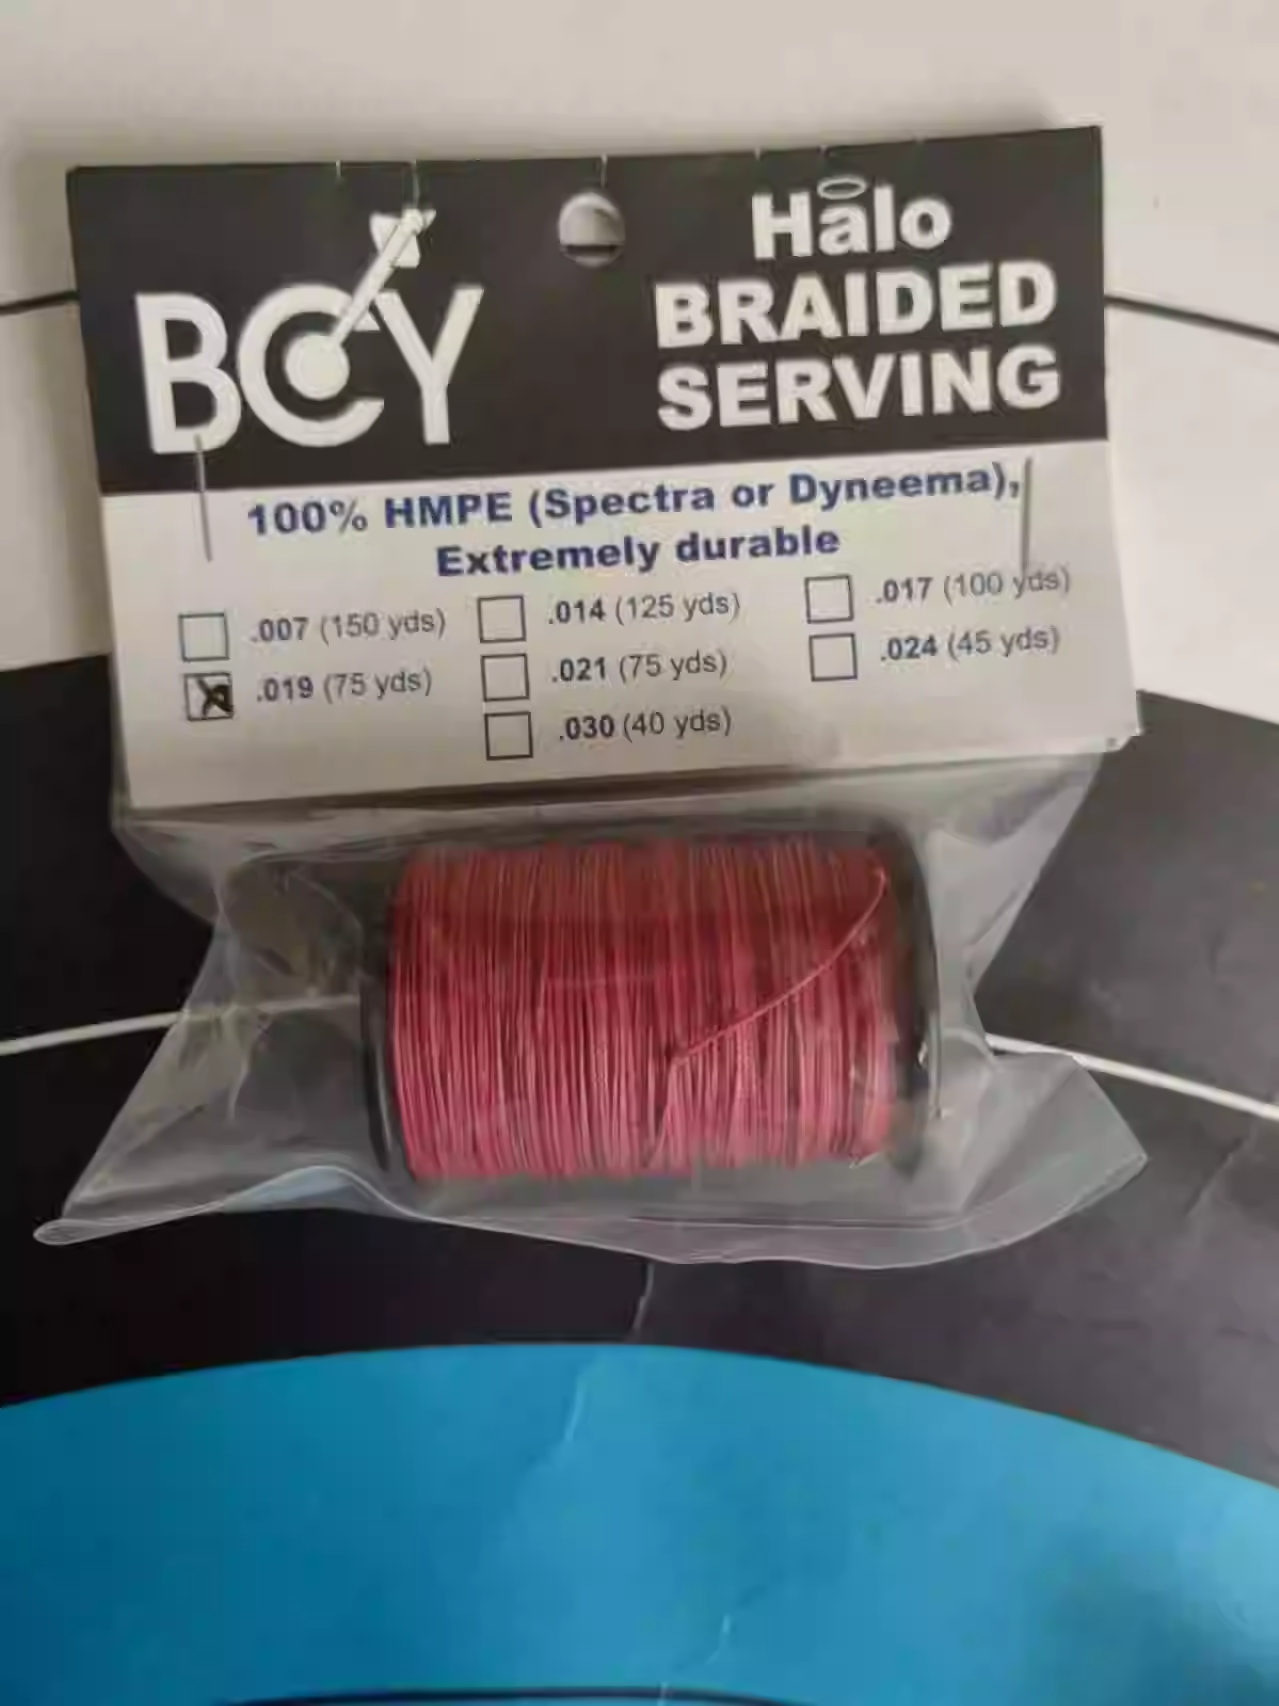 BCY
Halo
BRAIDED
SERVING
100% HMPE (Spectra or Dyneema),
Extremely durable
.007 (150 yds) .014 (125 yds) .017 (100 yds)
.019 (75 yds) .021 (75 yds) .024 (45 yds)
.030 (40 yds)